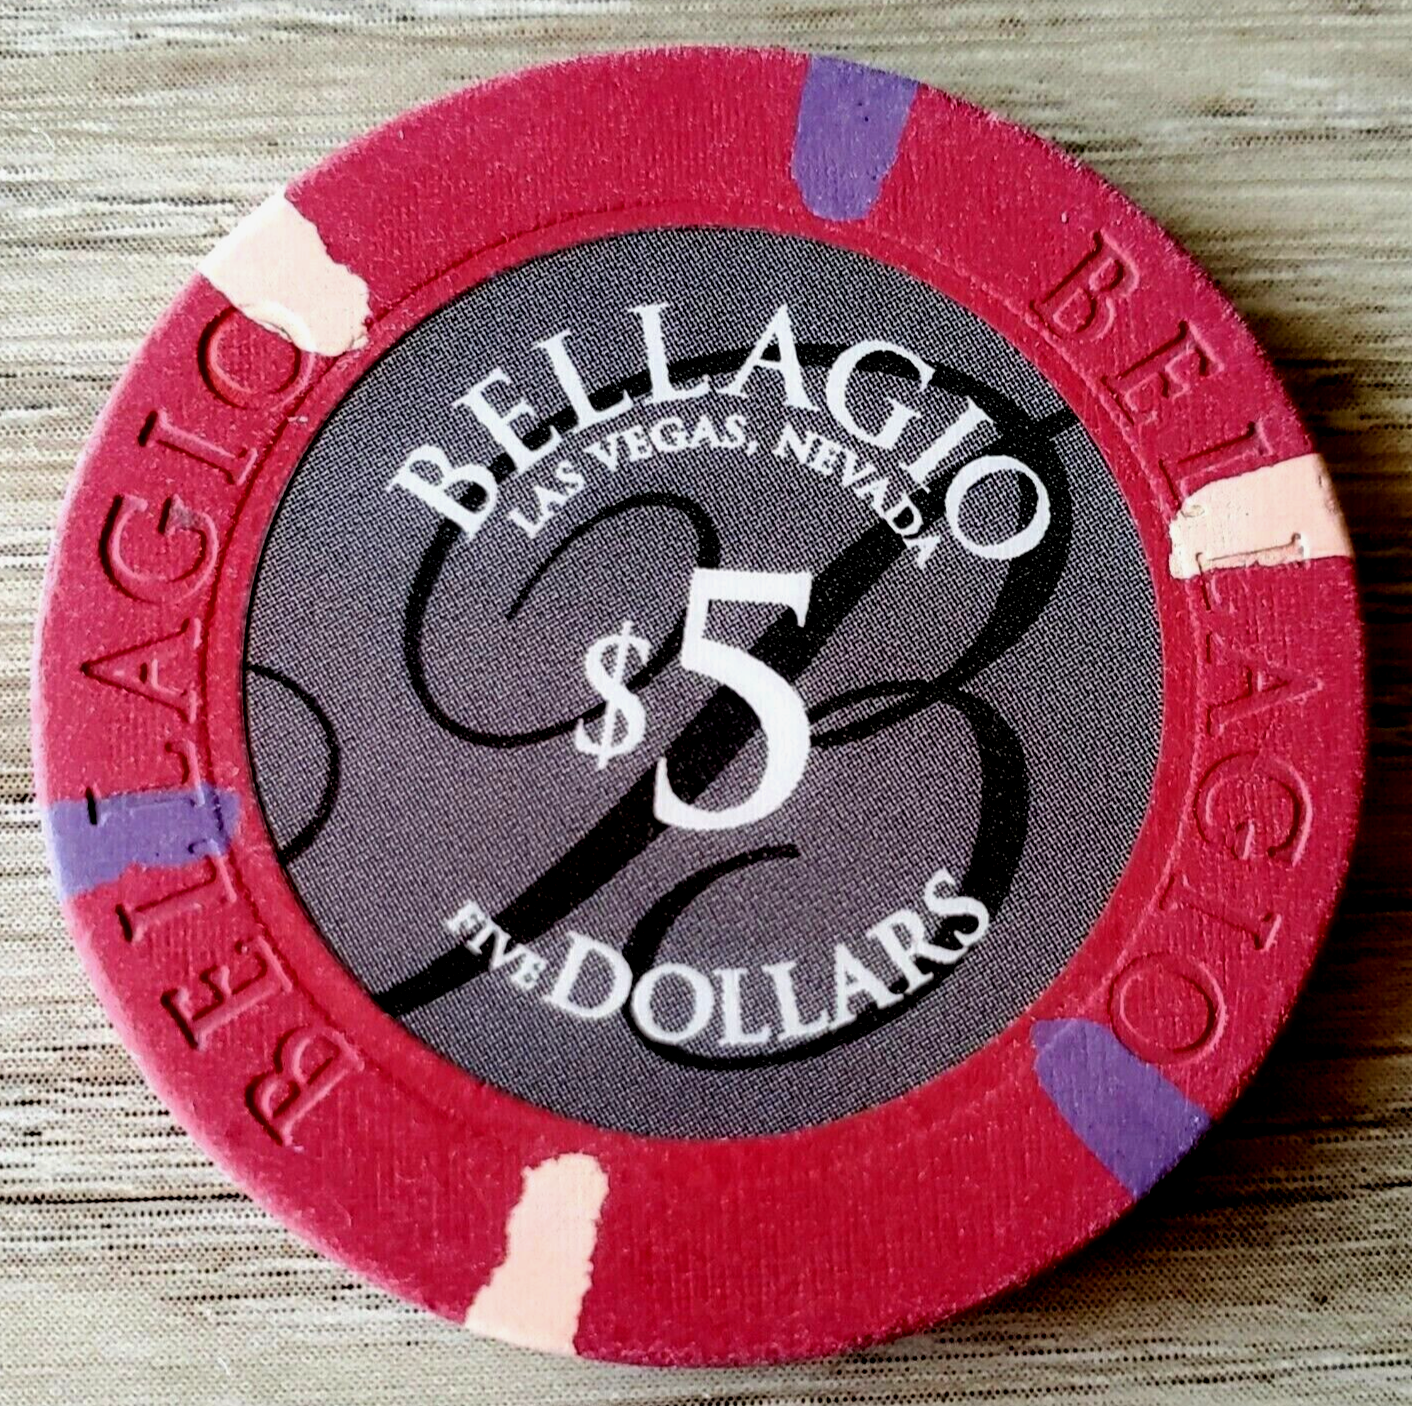 BELLAGIO
LAS VEGAS, NEVADA
$5
FIVE DOLLARS
BELLAGIO
BELLAGIO